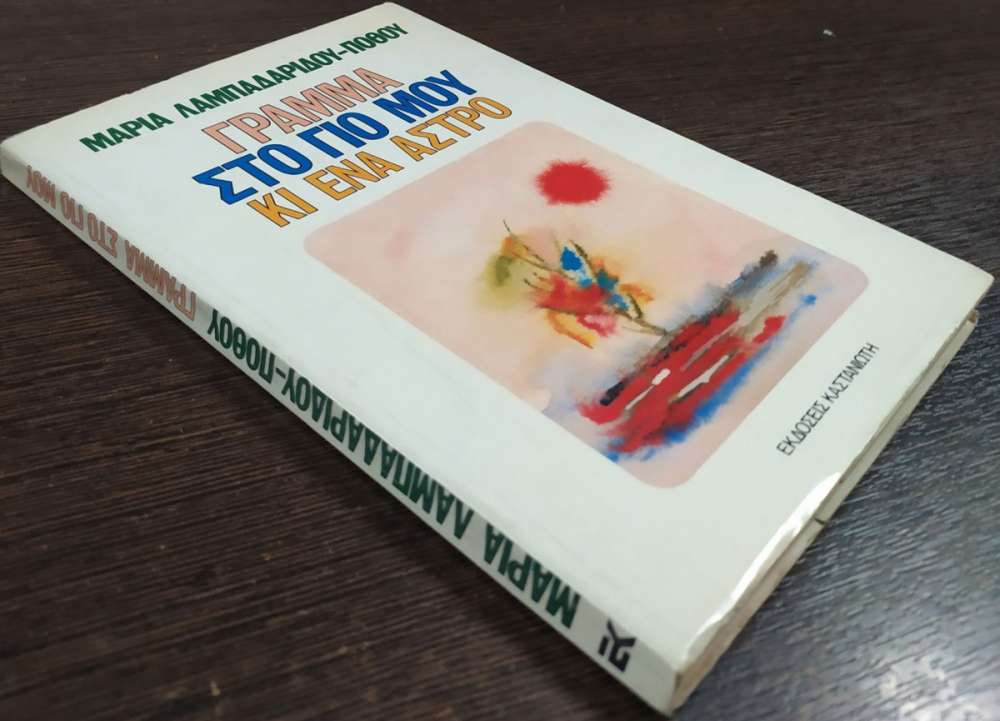 ΜΑΡΙΑ ΛΑΜΠΑΔΑΡΙΔΟΥ-ΠΟΘΟΥ
ΓΡΑΜΜΑ
ΣΤΟ ΓΙΟ ΜΟΥ
ΚΙ ΕΝΑ ΑΣΤΡΟ
ΕΚΔΟΣΕΙΣ ΚΑΣΤΑΝΙΩΤΗ
ΜΑΡΙΑ ΛΑΜΠΑΔΑΡΙΔΟΥ-ΠΟΘΟΥ ΓΡΑΜΜΑ ΣΤΟ ΓΙΟ ΜΟΥ